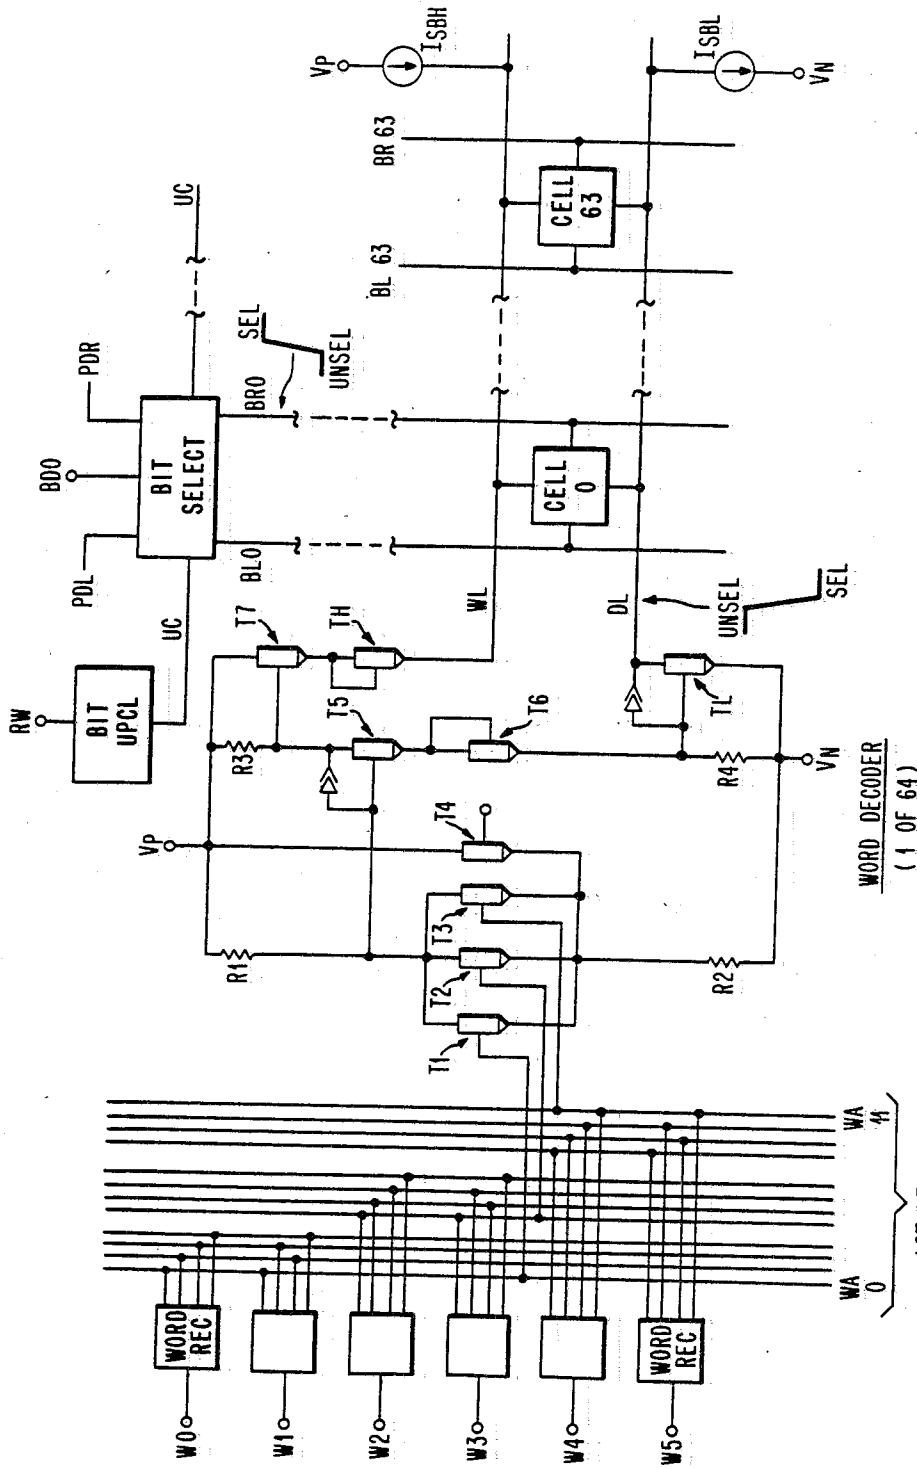 RW
BIT
UPCL
UC
PDL
BD0
PDR
BIT
SELECT
UC
BL0
BR0
SEL
UNSEL
BL 63
BR 63
VP
ISBH
ISBL
VN
CELL
63
CELL
0
WL
DL
UNSEL
SEL
VP
R3
T7
TH
T5
T6
TL
R4
VN
R1
T1
T2
T3
T4
R2
WORD DECODER
(1 OF 64)
W0
WORD
REC
W1
W2
W3
W4
W5
WORD
REC
WA
0
WA
11